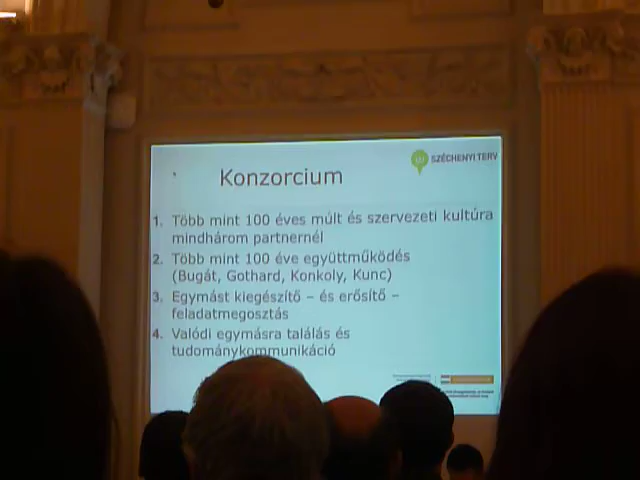 SZÉCHENYI TERV
Konzorcium
1. Több mint 100 éves múlt és szervezeti kultúra
mindhárom partnernél
2. Több mint 100 éve együttműködés
(Bugát, Gothard, Konkoly, Kunc)
3. Egymást kiegészítő – és erősítő –
feladatmegosztás
4. Valódi egymásra találás és
tudománykommunikáció